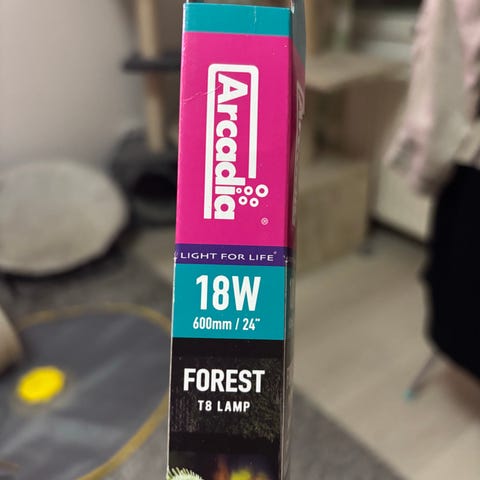 Arcadia®
LIGHT FOR LIFE®
18W
600mm / 24"
FOREST
T8 LAMP